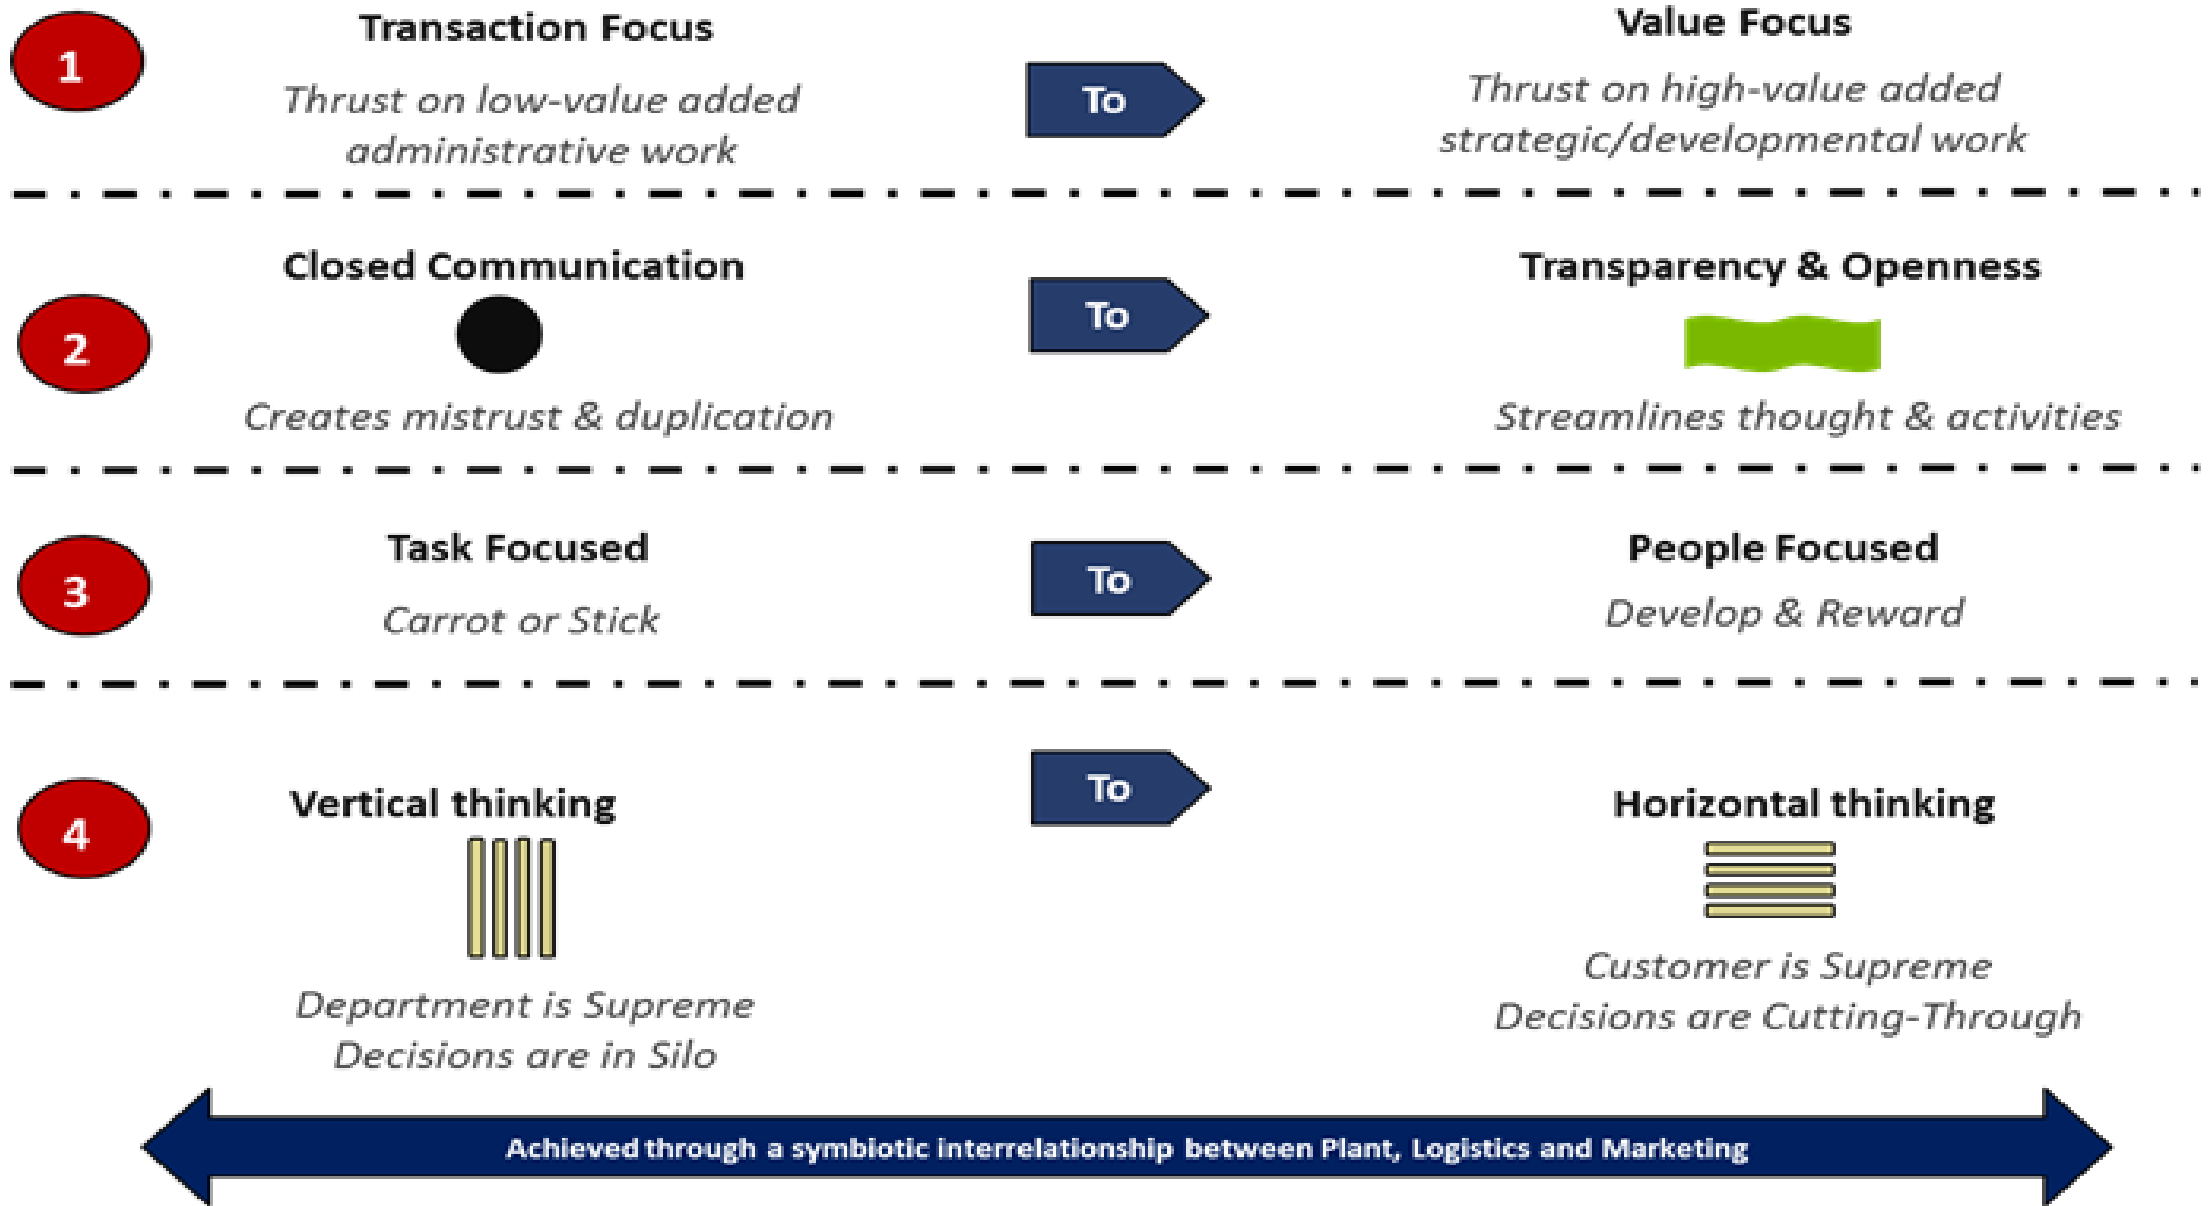 1
Transaction Focus
Thrust on low-value added
administrative work
To
Value Focus
Thrust on high-value added
strategic/developmental work
2
Closed Communication
Creates mistrust & duplication
To
Transparency & Openness
Streamlines thought & activities
3
Task Focused
Carrot or Stick
To
People Focused
Develop & Reward
4
Vertical thinking
Department is Supreme
Decisions are in Silo
To
Horizontal thinking
Customer is Supreme
Decisions are Cutting-Through
Achieved through a symbiotic interrelationship between Plant, Logistics and Marketing